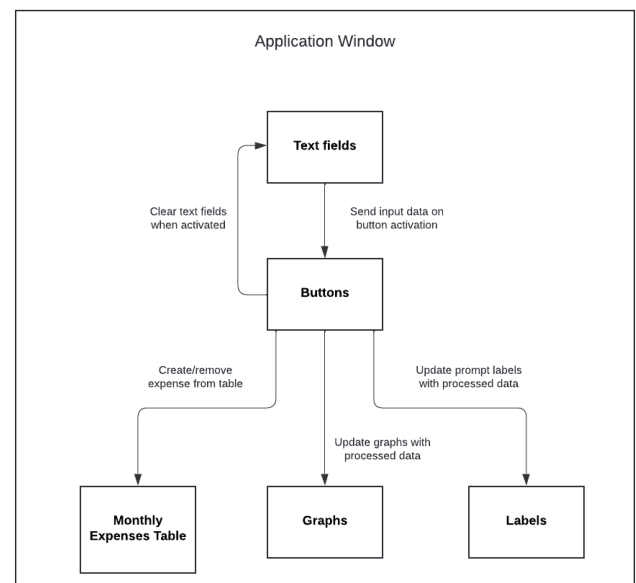 Application Window
Text fields
Clear text fields
when activated
Send input data on
button activation
Buttons
Create/remove
expense from table
Update prompt labels
with processed data
Update graphs with
processed data
Monthly
Expenses Table
Graphs
Labels